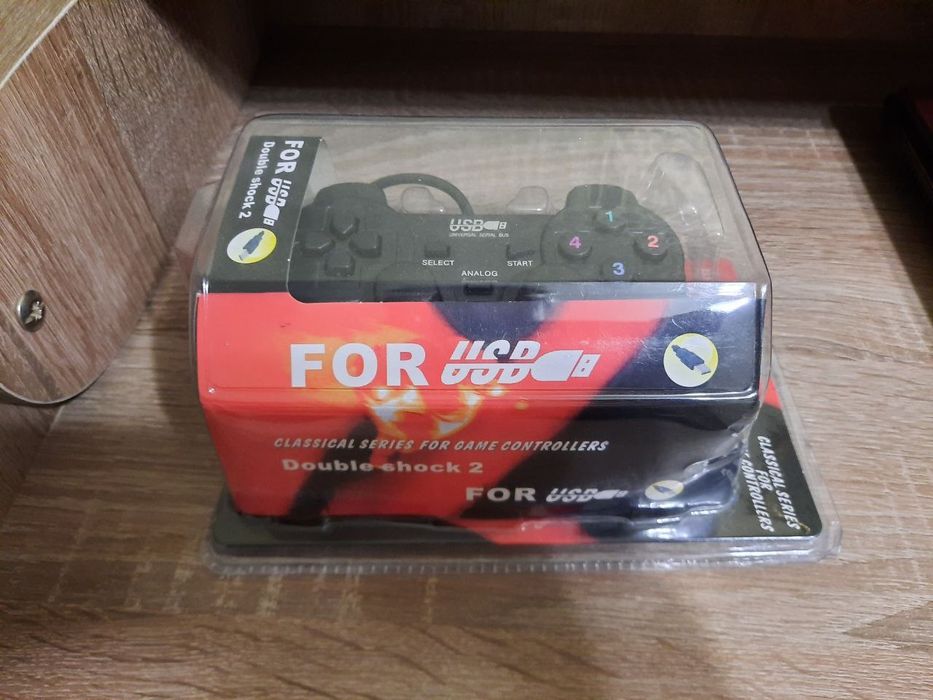 FOR USB
Double shock 2
USB
UNIVERSAL SERIAL BUS
SELECT
START
ANALOG
1
2
3
4
FOR USB
CLASSICAL SERIES FOR GAME CONTROLLERS
Double shock 2
FOR USB
CLASSICAL SERIES
FOR
CONTROLLERS